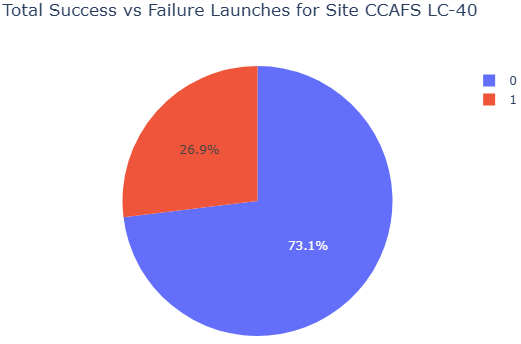 Total Success vs Failure Launches for Site CCAFS LC-40
0
1
26.9%
73.1%